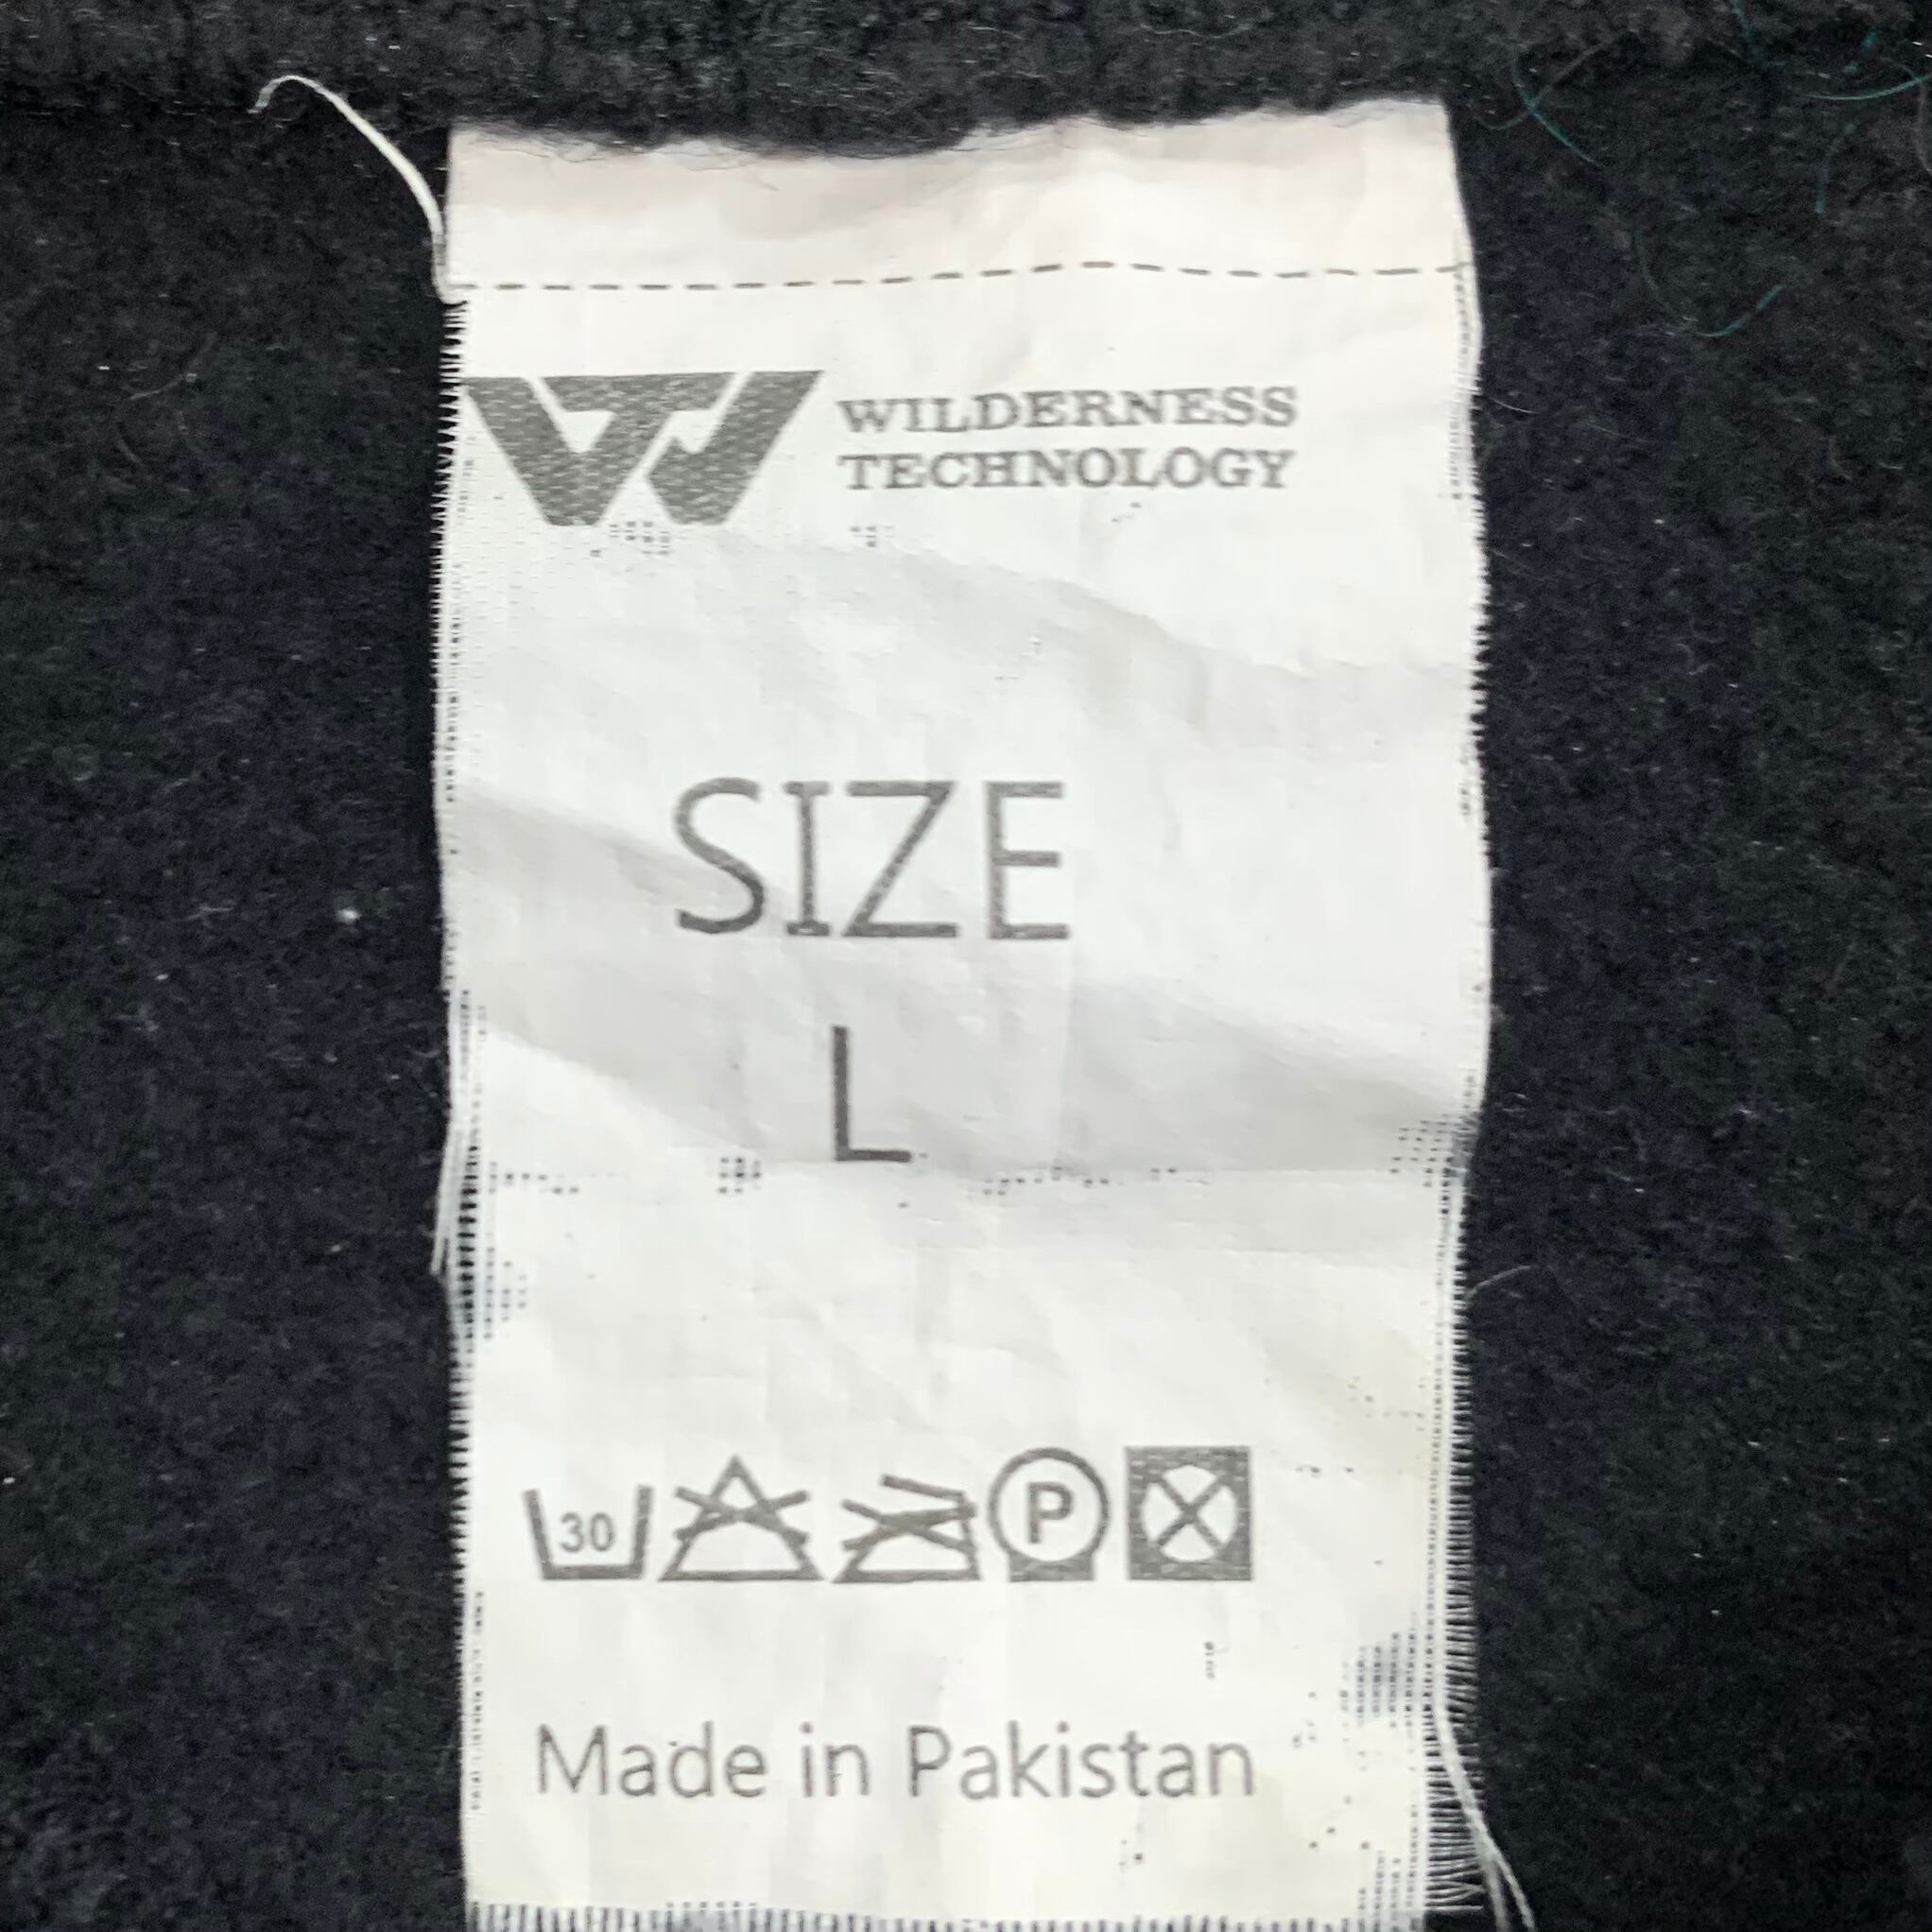 WILDERNESS
TECHNOLOGY
SIZE
L
30 P
Made in Pakistan